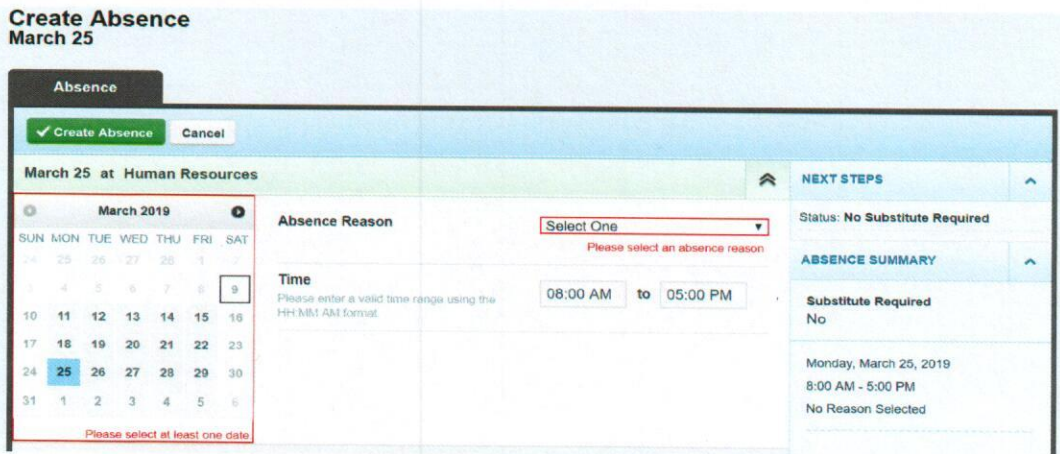 Create Absence
March 25
Absence
✔ Create Absence Cancel
March 25 at Human Resources
March 2019
SUN MON TUE WED THU FRI SAT
24 25 26 27 28 1 2
3 4 5 6 7 8 9
10 11 12 13 14 15 16
17 18 19 20 21 22 23
24 25 26 27 28 29 30
31 1 2 3 4 5 6
Please select at least one date
Absence Reason
Select One
Please select an absence reason
Time
Please enter a valid time range using the
HH:MM AM format
08:00 AM to 05:00 PM
NEXT STEPS
Status: No Substitute Required
ABSENCE SUMMARY
Substitute Required
No
Monday, March 25, 2019
8:00 AM - 5:00 PM
No Reason Selected